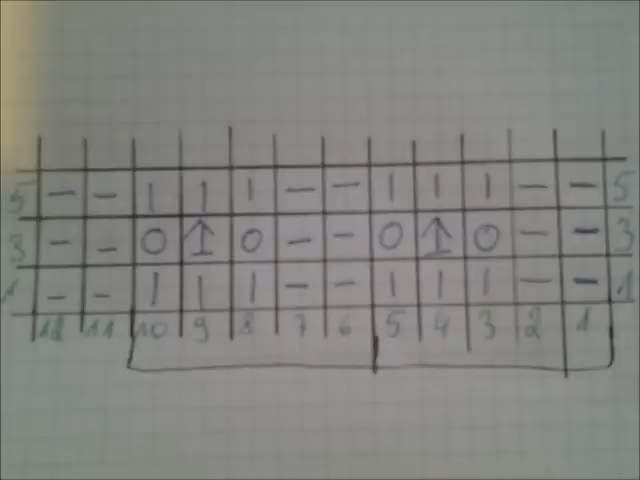 5 — — | | | — — | | | — — 5
3 — — O ↑ O — — O ↑ O — — 3
1 — — | | | — — | | | — — 1
12 11 10 9 8 7 6 5 4 3 2 1